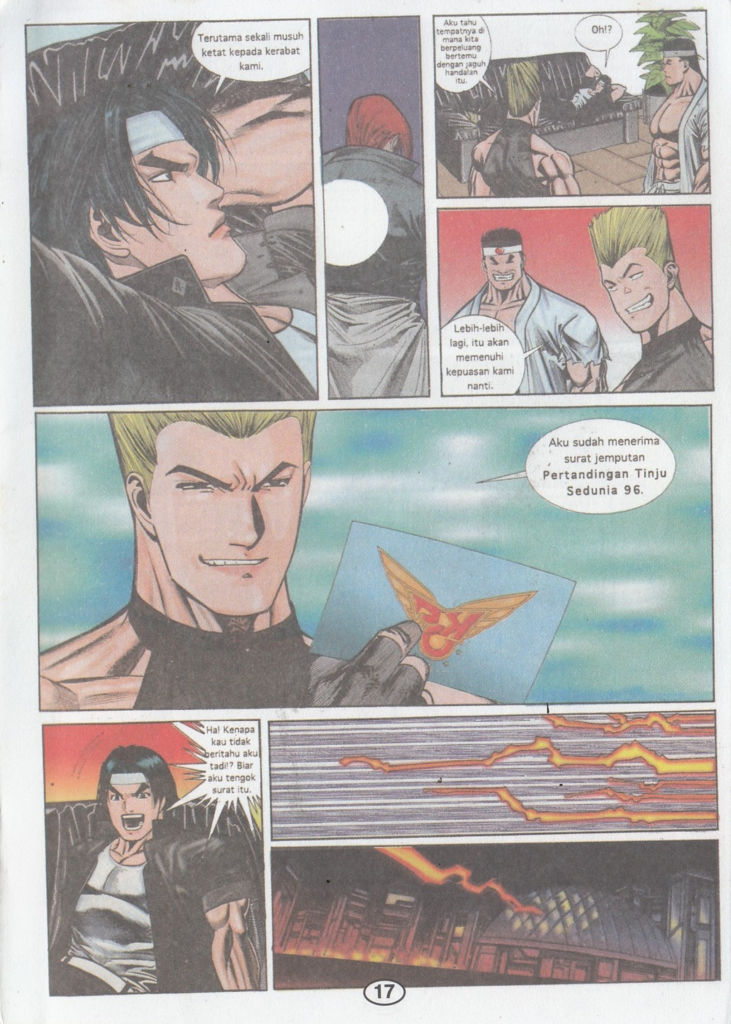 Terutama sekali musuh
ketat kepada kerabat
kami.
Aku tahu
tempatnya di
mana kita
berpeluang
bertemu
dengan jaguh
handalan
itu.
Oh!?
Lebih-lebih
lagi, itu akan
memenuhi
kepuasan kami
nanti.
Aku sudah menerima
surat jemputan
Pertandingan Tinju
Sedunia 96.
Ha! Kenapa
kau tidak
beritahu aku
tadi!? Biar
aku tengok
surat itu.
17